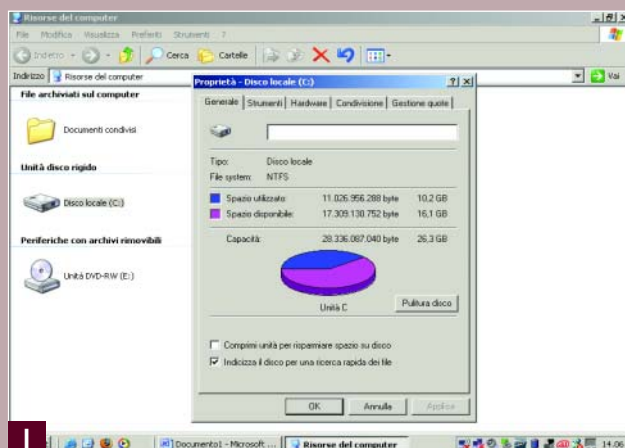 Risorse del computer
File Modifica Visualizza Preferiti Strumenti ?
Indietro Cerca Cartelle
Indirizzo Risorse del computer Vai
File archiviati sul computer
Documenti condivisi
Unità disco rigido
Disco locale (C:)
Periferiche con archivi rimovibili
Unità DVD-RW (E:)
Proprietà - Disco locale (C:)
Generale Strumenti Hardware Condivisione Gestione quote
Tipo: Disco locale
File system: NTFS
Spazio utilizzato: 11.026.956.288 byte 10,2 GB
Spazio disponibile: 17.309.130.752 byte 16,1 GB
Capacità: 28.336.087.040 byte 26,3 GB
Unità C
Pulitura disco
Comprimi unità per risparmiare spazio su disco
Indicizza il disco per una ricerca rapida dei file
OK Annulla Applica
Documento1 - Microsoft ... Risorse del computer 14.06